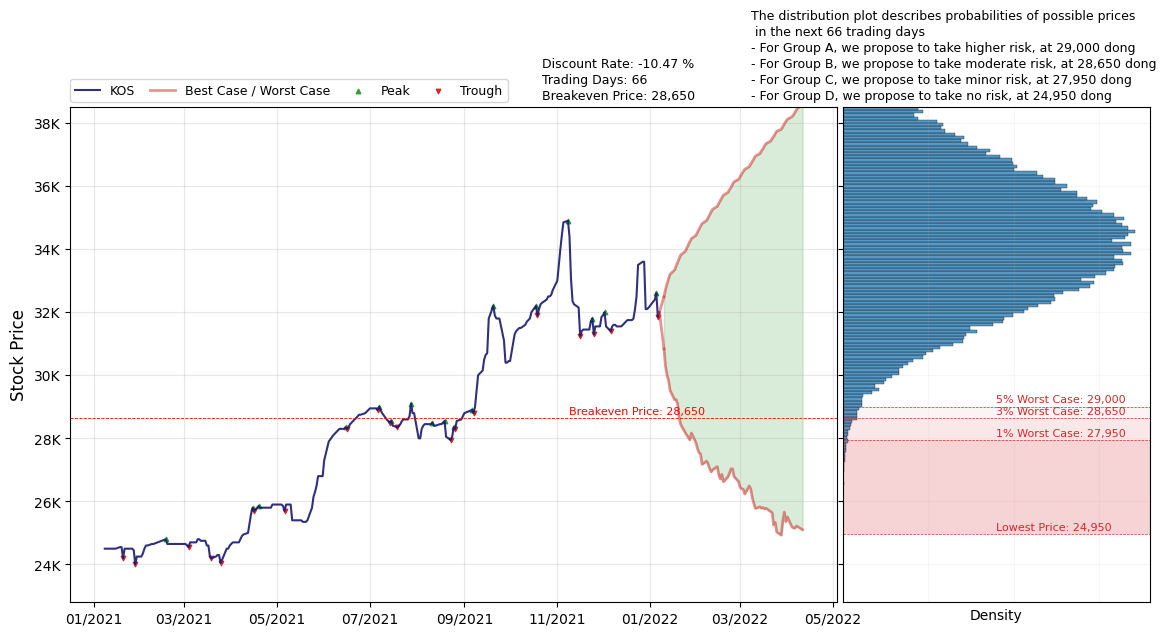 The distribution plot describes probabilities of possible prices
in the next 66 trading days
- For Group A, we propose to take higher risk, at 29,000 dong
- For Group B, we propose to take moderate risk, at 28,650 dong
- For Group C, we propose to take minor risk, at 27,950 dong
- For Group D, we propose to take no risk, at 24,950 dong
Discount Rate: -10.47 %
Trading Days: 66
Breakeven Price: 28,650
KOS Best Case / Worst Case Peak Trough
Stock Price
38K
36K
34K
32K
30K
28K
26K
24K
Breakeven Price: 28,650
5% Worst Case: 29,000
3% Worst Case: 28,650
1% Worst Case: 27,950
Lowest Price: 24,950
01/2021 03/2021 05/2021 07/2021 09/2021 11/2021 01/2022 03/2022 05/2022
Density